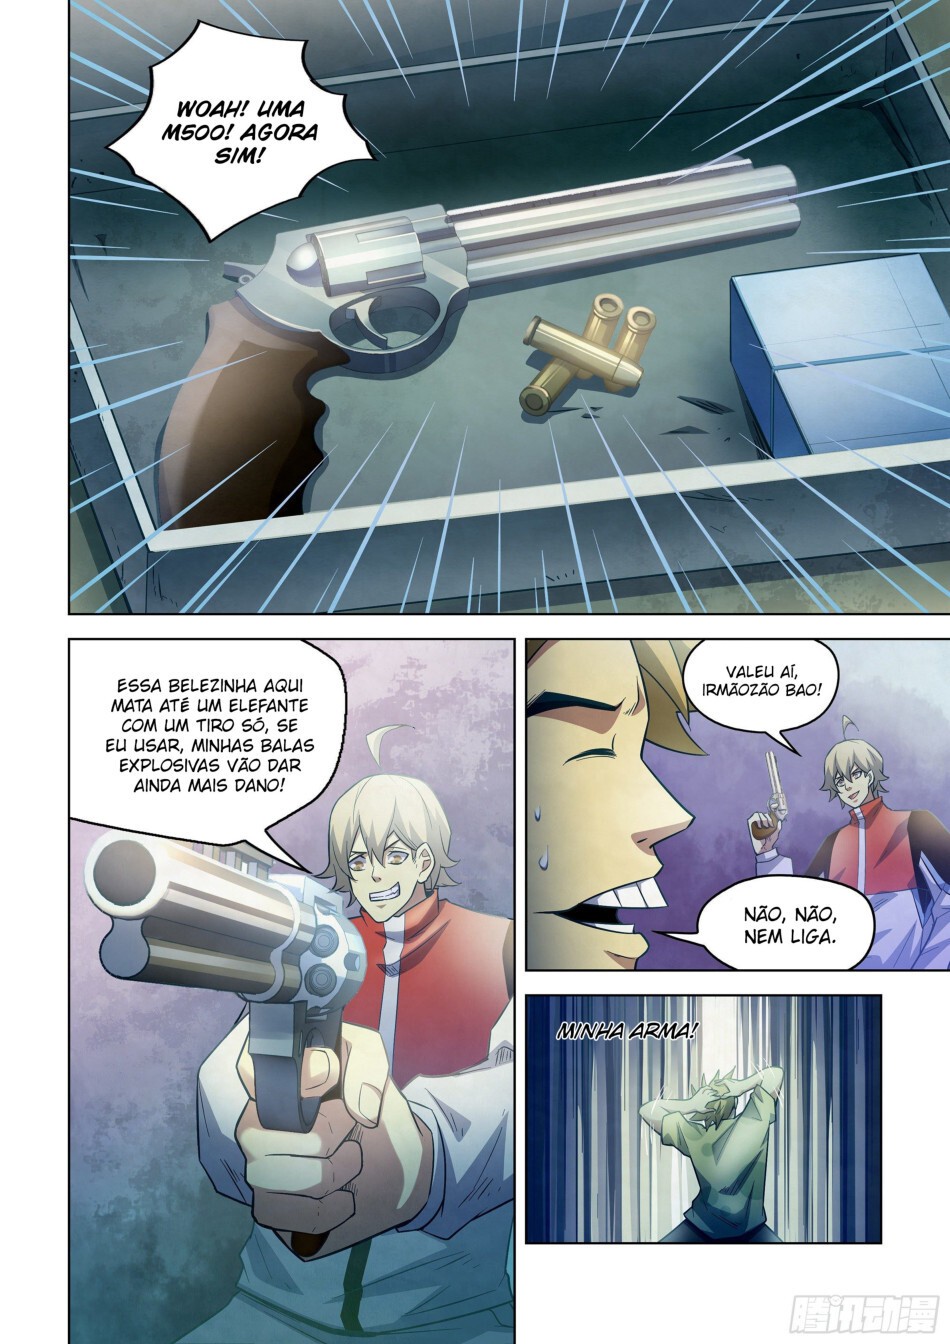 WOAH! UMA
M500! AGORA
SIM!
ESSA BELEZINHA AQUI
MATA ATÉ UM ELEFANTE
COM UM TIRO SÓ, SE
EU USAR, MINHAS BALAS
EXPLOSIVAS VÃO DAR
AINDA MAIS DANO!
VALEU AÍ,
IRMÃOZÃO BAO!
NÃO, NÃO,
NEM LIGA.
MINHA ARMA!
腾讯动漫